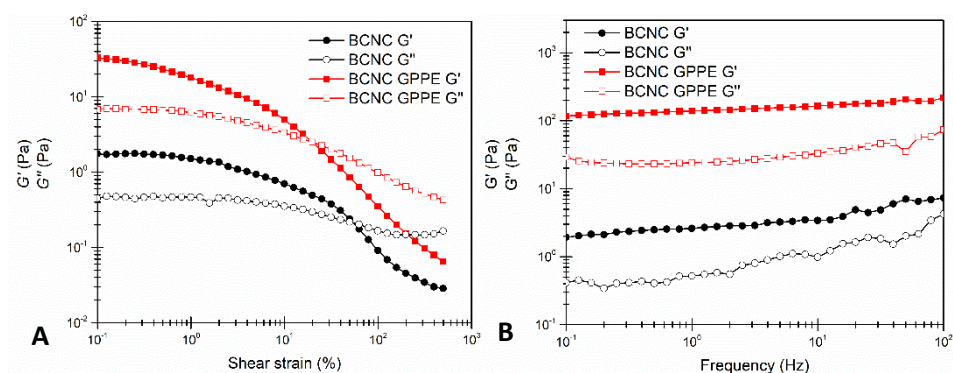 BCNC G'
BCNC G"
BCNC GPPE G'
BCNC GPPE G"
G' (Pa)
G" (Pa)
10²
10¹
10⁰
10⁻¹
10⁻²
10⁻¹ 10⁰ 10¹ 10² 10³
Shear strain (%)
A
BCNC G'
BCNC G"
BCNC GPPE G'
BCNC GPPE G"
G' (Pa)
G" (Pa)
10³
10²
10¹
10⁰
10⁻¹
10⁻¹ 10⁰ 10¹ 10²
Frequency (Hz)
B